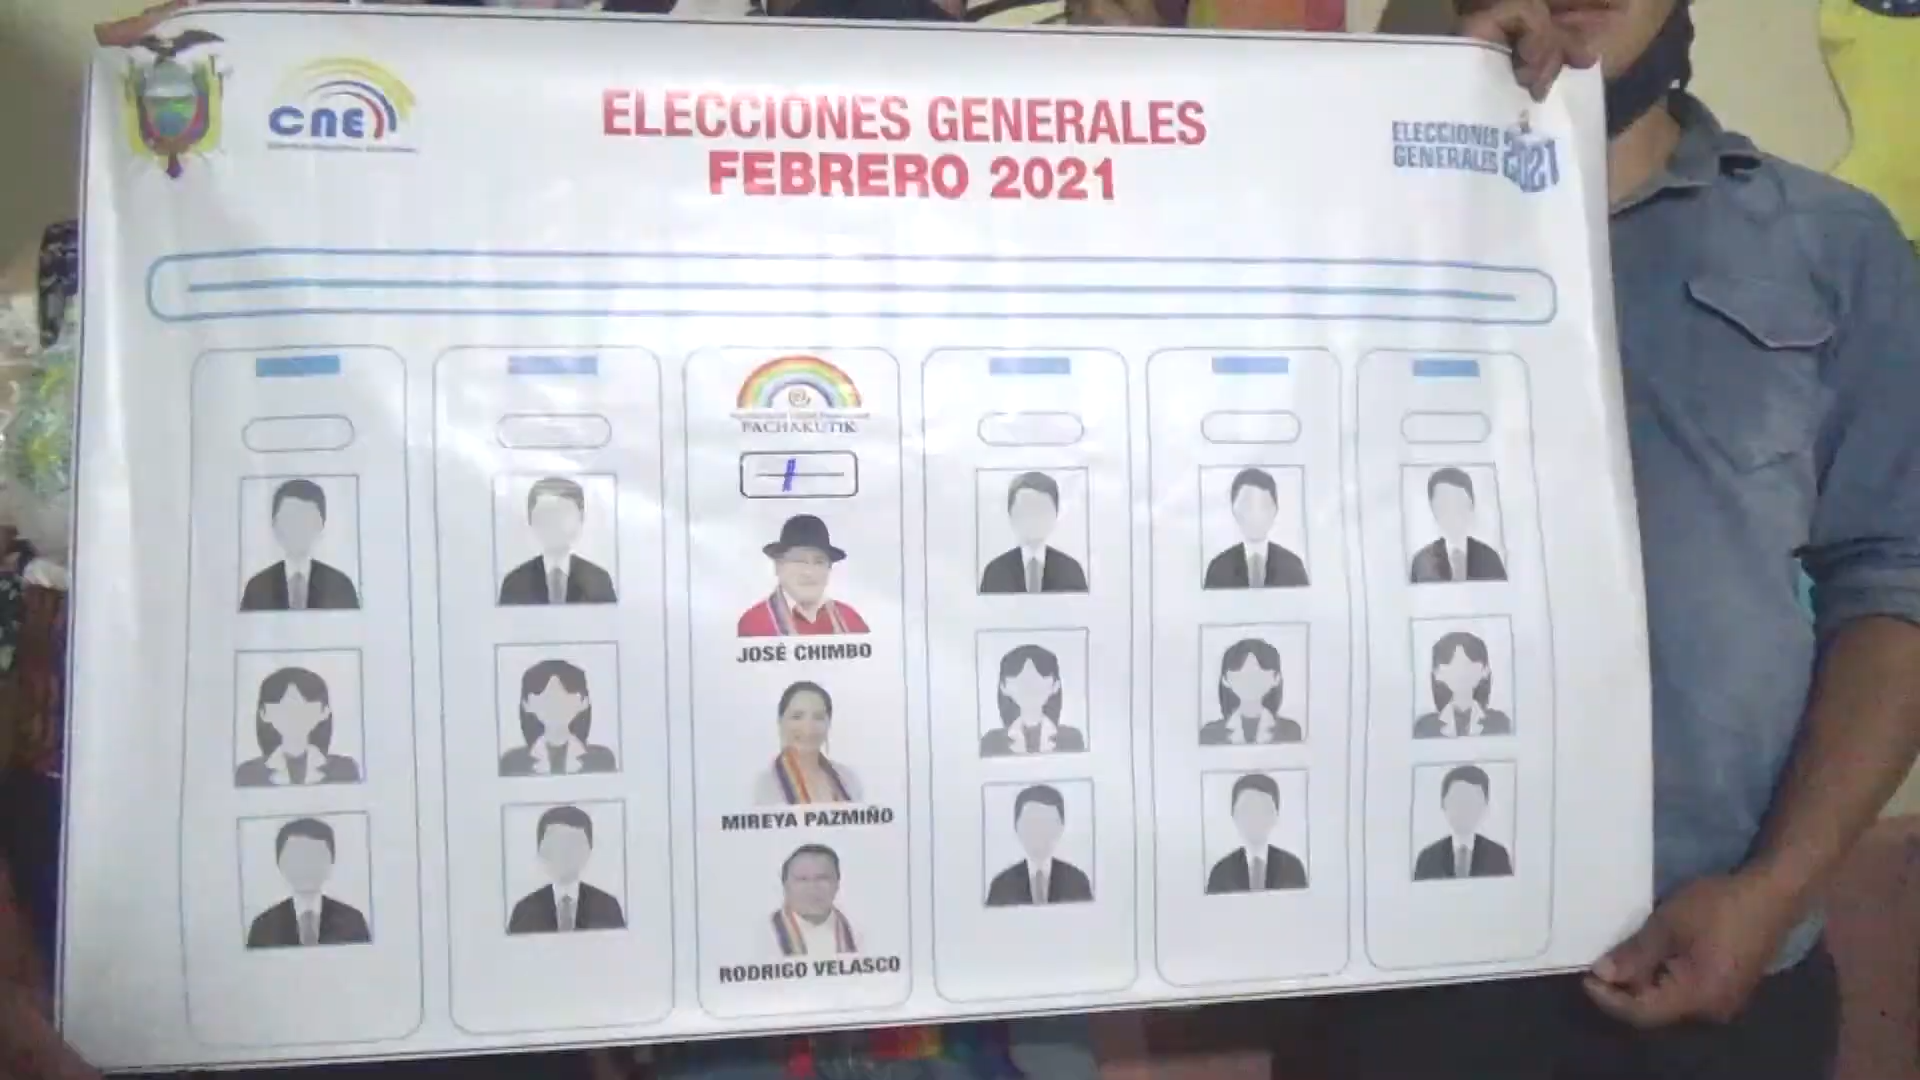 CNE
ELECCIONES GENERALES
FEBRERO 2021
ELECCIONES
GENERALES 2021
PACHAKUTIK
JOSÉ CHIMBO
MIREYA PAZMIÑO
RODRIGO VELASCO